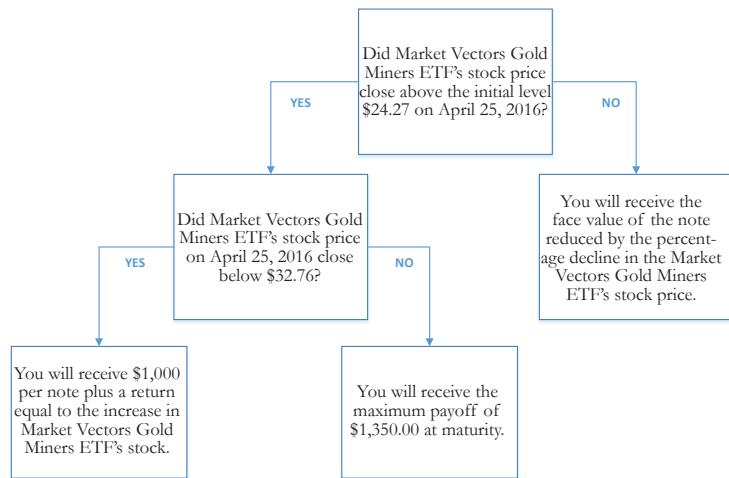 Did Market Vectors Gold
Miners ETF's stock price
close above the initial level
$24.27 on April 25, 2016?
YES
NO
Did Market Vectors Gold
Miners ETF's stock price
on April 25, 2016 close
below $32.76?
You will receive the
face value of the note
reduced by the percent-
age decline in the Market
Vectors Gold Miners
ETF's stock price.
YES
NO
You will receive $1,000
per note plus a return
equal to the increase in
Market Vectors Gold
Miners ETF's stock.
You will receive the
maximum payoff of
$1,350.00 at maturity.